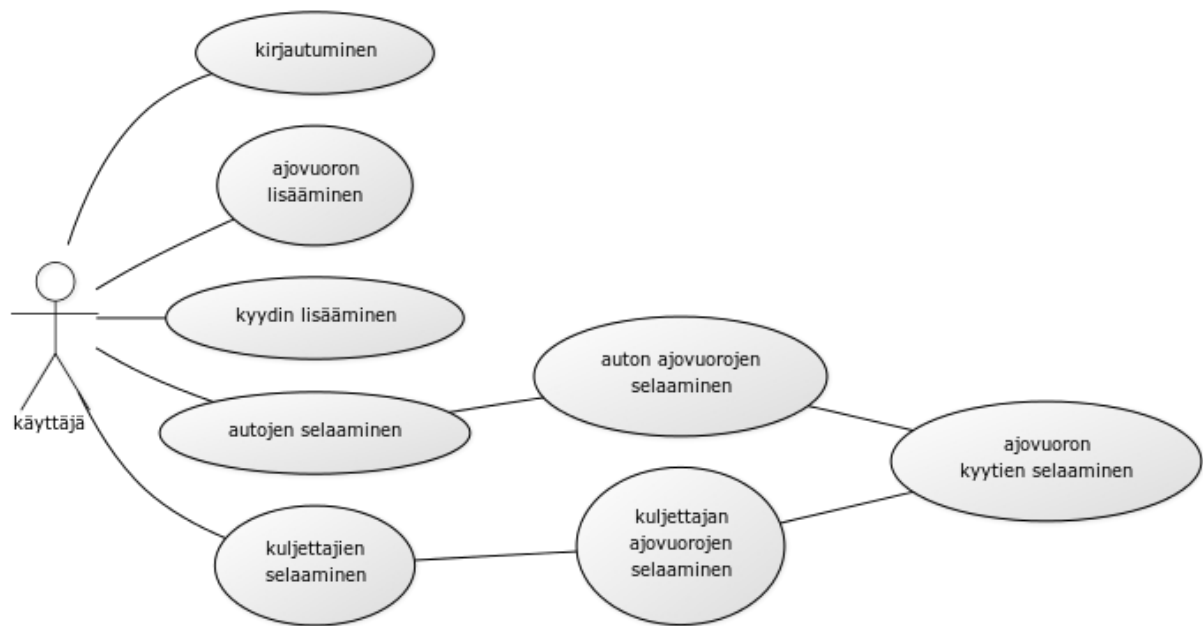 kirjautuminen
ajovuoron
lisääminen
kyydin lisääminen
käyttäjä
autojen selaaminen
auton ajovuorojen
selaaminen
ajovuoron
kyytien selaaminen
kuljettajien
selaaminen
kuljettajan
ajovuorojen
selaaminen